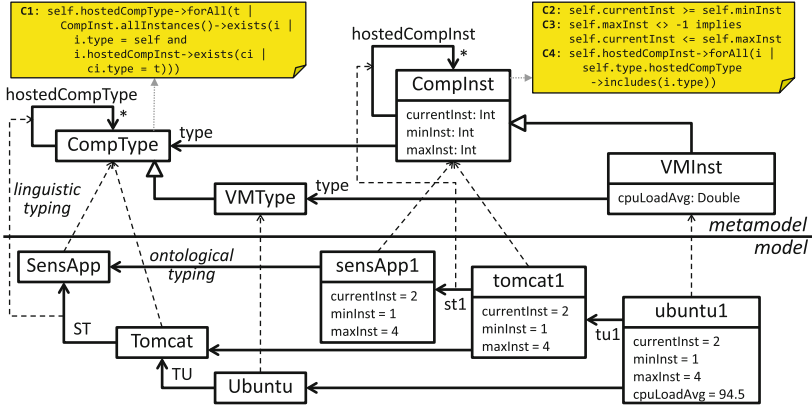 C1: self.hostedCompType->forAll(t |
CompInst.allInstances()->exists(i |
i.type = self and
i.hostedCompInst->exists(ci |
ci.type = t)))
C2: self.currentInst >= self.minInst
C3: self.maxInst <> -1 implies
self.currentInst <= self.maxInst
C4: self.hostedCompInst->forAll(i |
self.type.hostedCompType
->includes(i.type))
hostedCompInst
*
CompInst
currentInst: Int
minInst: Int
maxInst: Int
hostedCompType
*
CompType
type
VMInst
cpuLoadAvg: Double
linguistic
typing
VMType
type
metamodel
model
SensApp
ontological
typing
sensApp1
currentInst = 2
minInst = 1
maxInst = 4
st1
tomcat1
currentInst = 2
minInst = 1
maxInst = 4
tu1
ubuntu1
currentInst = 2
minInst = 1
maxInst = 4
cpuLoadAvg = 94.5
ST
Tomcat
TU
Ubuntu